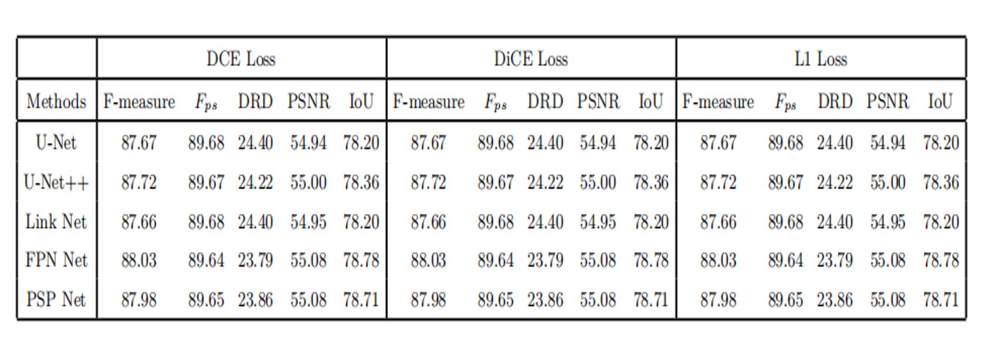 DCE Loss DiCE Loss L1 Loss
Methods F-measure Fps DRD PSNR IoU F-measure Fps DRD PSNR IoU F-measure Fps DRD PSNR IoU
U-Net 87.67 89.68 24.40 54.94 78.20 87.67 89.68 24.40 54.94 78.20 87.67 89.68 24.40 54.94 78.20
U-Net++ 87.72 89.67 24.22 55.00 78.36 87.72 89.67 24.22 55.00 78.36 87.72 89.67 24.22 55.00 78.36
Link Net 87.66 89.68 24.40 54.95 78.20 87.66 89.68 24.40 54.95 78.20 87.66 89.68 24.40 54.95 78.20
FPN Net 88.03 89.64 23.79 55.08 78.78 88.03 89.64 23.79 55.08 78.78 88.03 89.64 23.79 55.08 78.78
PSP Net 87.98 89.65 23.86 55.08 78.71 87.98 89.65 23.86 55.08 78.71 87.98 89.65 23.86 55.08 78.71